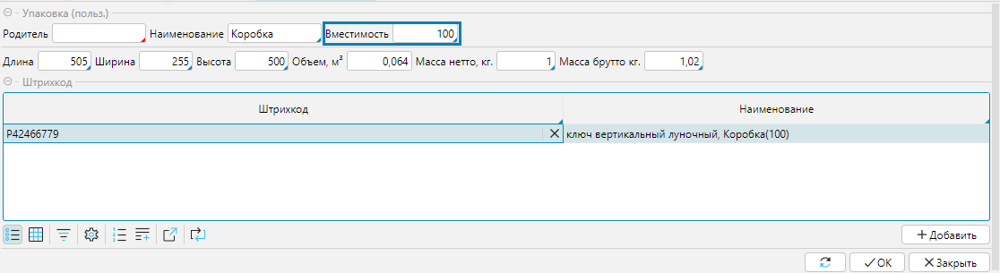 Упаковка (польз.)
Родитель Наименование Коробка Вместимость 100
Длина 505 Ширина 255 Высота 500 Объем, м³ 0,064 Масса нетто, кг. 1 Масса брутто кг. 1,02
Штрихкод
Штрихкод Наименование
P42466779 ключ вертикальный луночный, Коробка(100)
Добавить
OK Закрыть